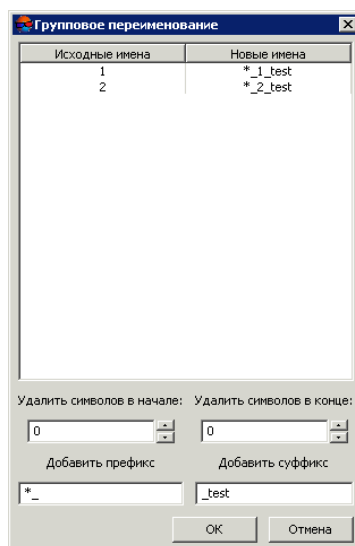 Групповое переименование
Исходные имена Новые имена
1 *_1_test
2 *_2_test
Удалить символов в начале: Удалить символов в конце:
0 0
Добавить префикс Добавить суффикс
*_ _test
OK Отмена